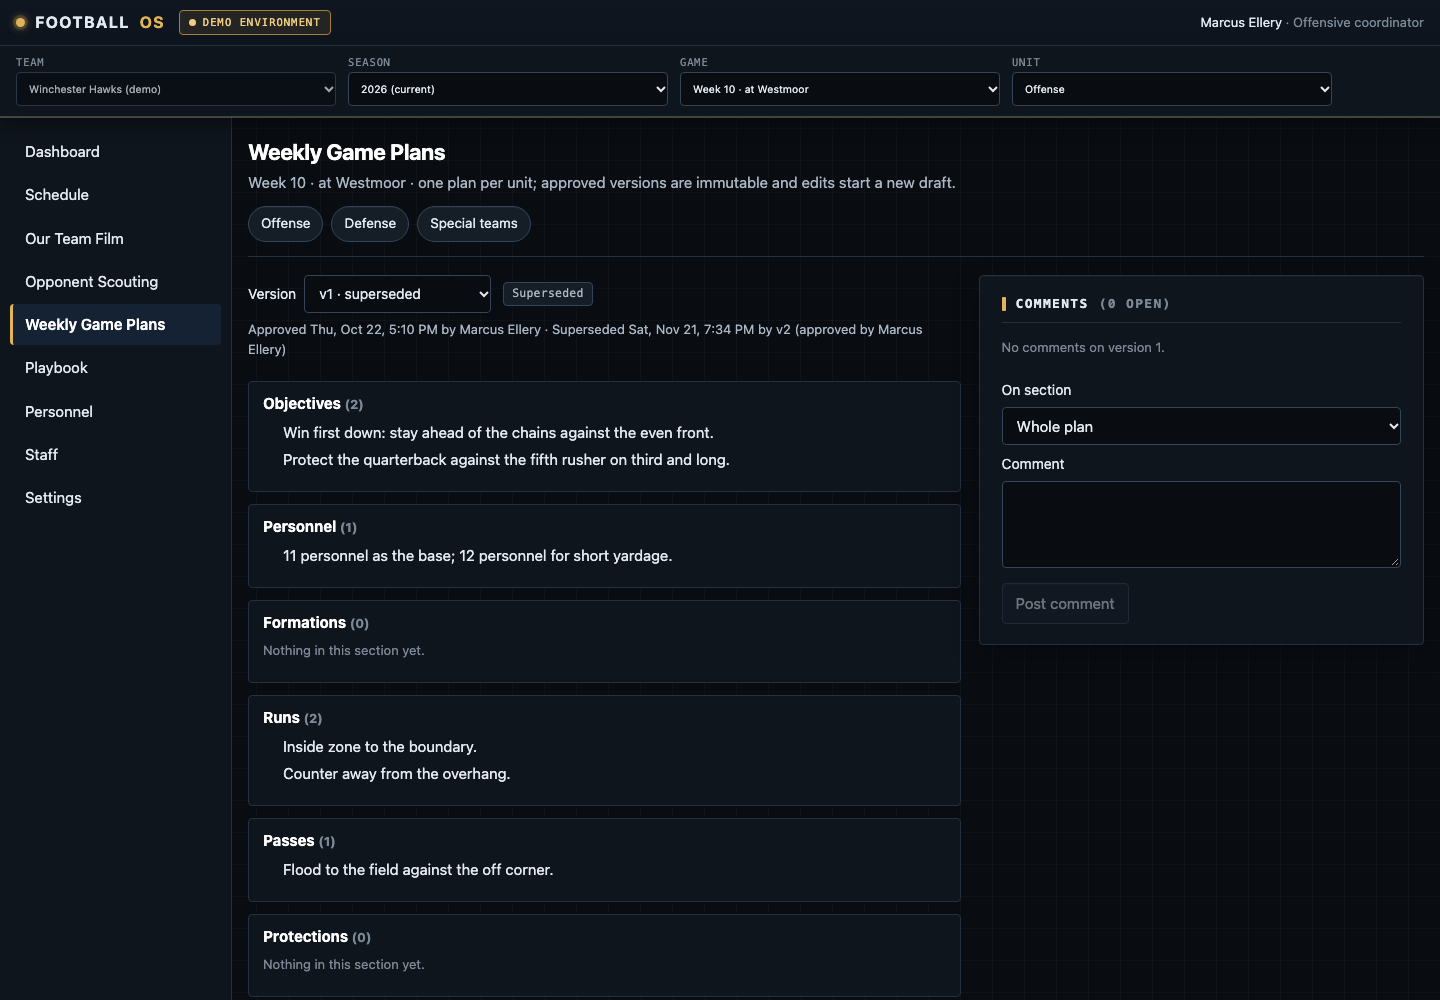 FOOTBALL OS
DEMO ENVIRONMENT
Marcus Ellery · Offensive coordinator
TEAM
SEASON
GAME
UNIT
Winchester Hawks (demo)
2026 (current)
Week 10 · at Westmoor
Offense
Dashboard
Schedule
Our Team Film
Opponent Scouting
Weekly Game Plans
Playbook
Personnel
Staff
Settings
Weekly Game Plans
Week 10 · at Westmoor · one plan per unit; approved versions are immutable and edits start a new draft.
Offense
Defense
Special teams
Version
v1 · superseded
Superseded
Approved Thu, Oct 22, 5:10 PM by Marcus Ellery · Superseded Sat, Nov 21, 7:34 PM by v2 (approved by Marcus
Ellery)
Objectives (2)
Win first down: stay ahead of the chains against the even front.
Protect the quarterback against the fifth rusher on third and long.
Personnel (1)
11 personnel as the base; 12 personnel for short yardage.
Formations (0)
Nothing in this section yet.
Runs (2)
Inside zone to the boundary.
Counter away from the overhang.
Passes (1)
Flood to the field against the off corner.
Protections (0)
Nothing in this section yet.
COMMENTS (0 OPEN)
No comments on version 1.
On section
Whole plan
Comment
Post comment